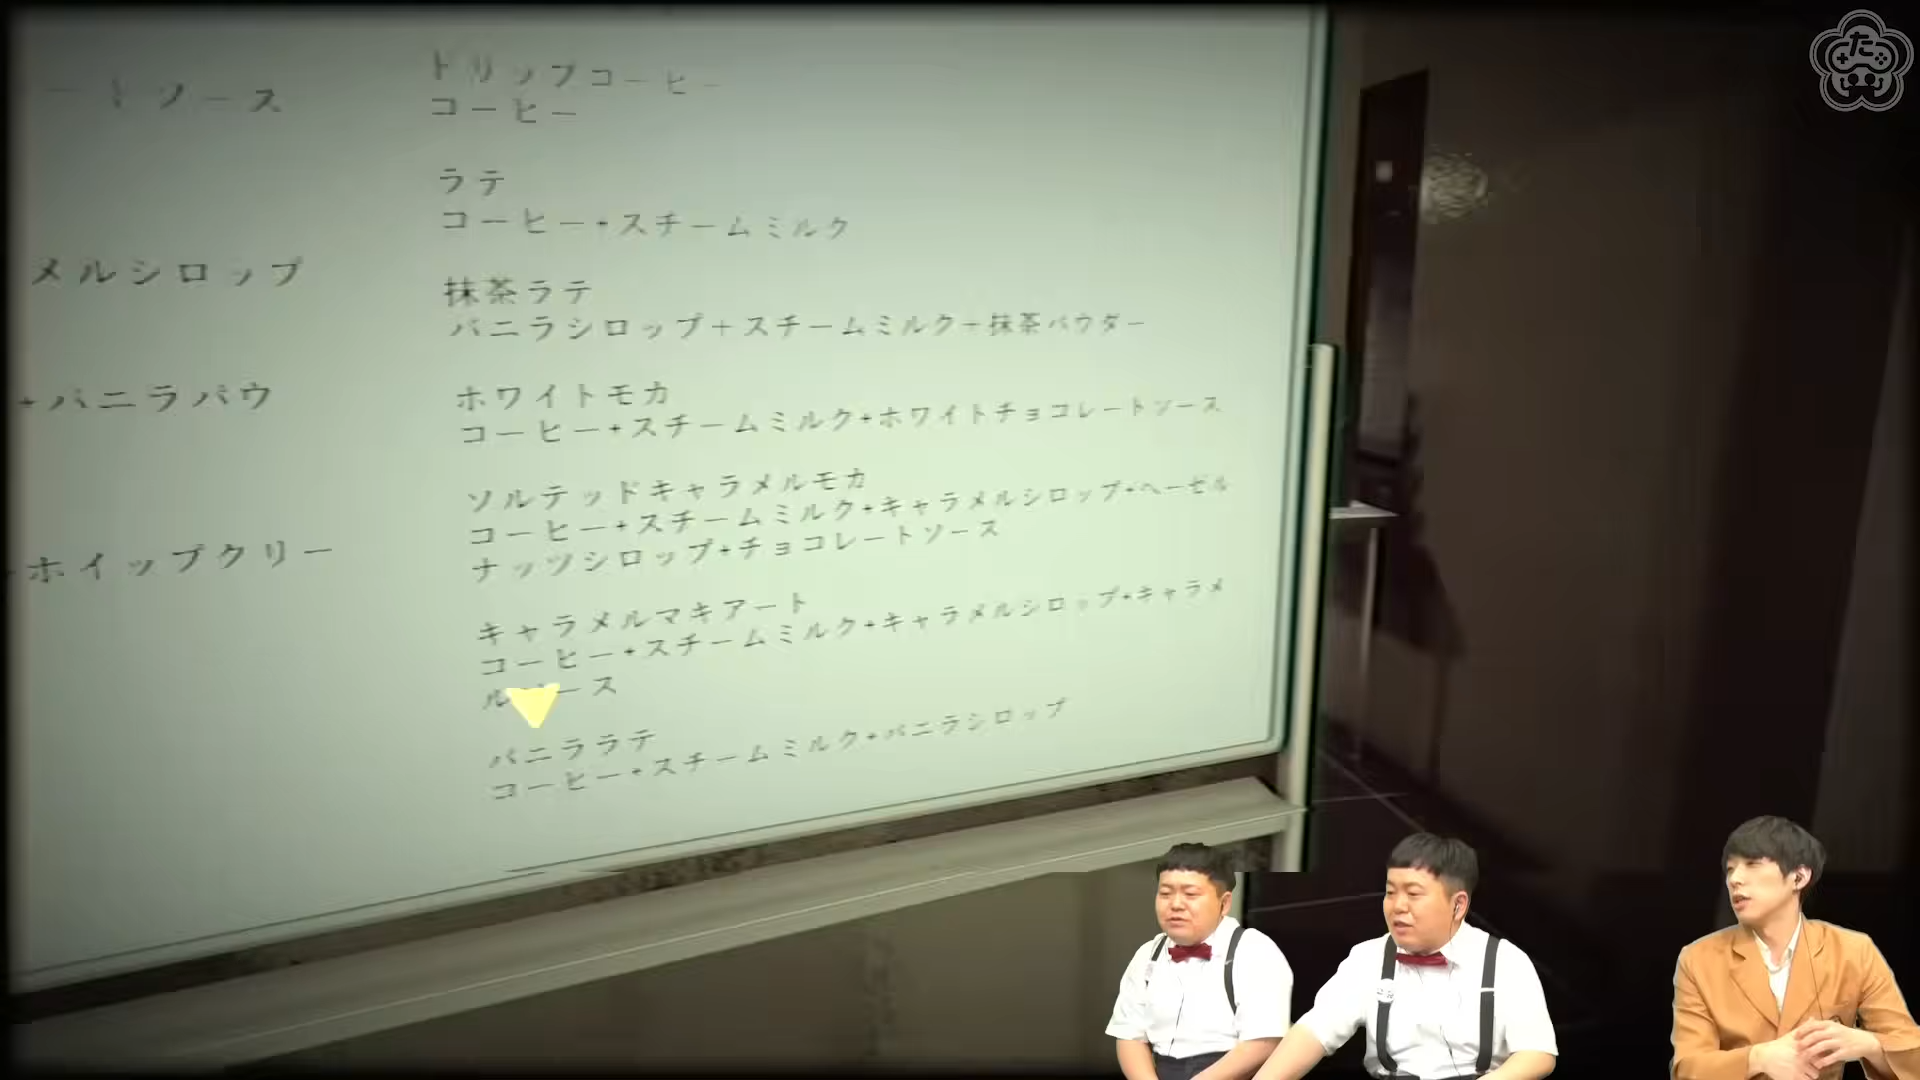 ートソース
メルシロップ
+バニラパウ
ホイップクリー
ドリップコーヒー
コーヒー
ラテ
コーヒー+スチームミルク
抹茶ラテ
バニラシロップ+スチームミルク+抹茶パウダー
ホワイトモカ
コーヒー+スチームミルク+ホワイトチョコレートソース
ソルテッドキャラメルモカ
コーヒー+スチームミルク+キャラメルシロップ+ヘーゼル
ナッツシロップ+チョコレートソース
キャラメルマキアート
コーヒー+スチームミルク+キャラメルシロップ+キャラメ
ルソース
バニララテ
コーヒー+スチームミルク+バニラシロップ
た